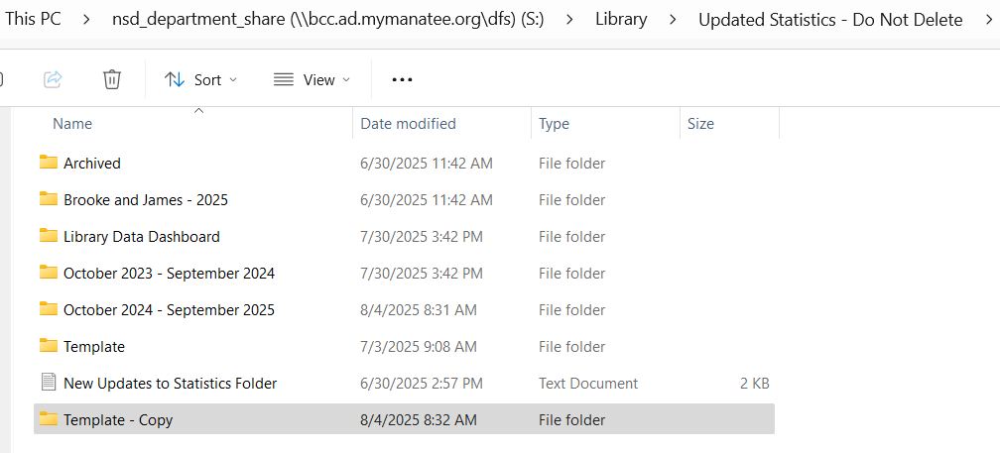 This PC > nsd_department_share (\\bcc.ad.mymanatee.org\dfs) (S:) > Library > Updated Statistics - Do Not Delete >
Sort View ...
Name Date modified Type Size
Archived 6/30/2025 11:42 AM File folder
Brooke and James - 2025 6/30/2025 11:42 AM File folder
Library Data Dashboard 7/30/2025 3:42 PM File folder
October 2023 - September 2024 7/30/2025 3:42 PM File folder
October 2024 - September 2025 8/4/2025 8:31 AM File folder
Template 7/3/2025 9:08 AM File folder
New Updates to Statistics Folder 6/30/2025 2:57 PM Text Document 2 KB
Template - Copy 8/4/2025 8:32 AM File folder